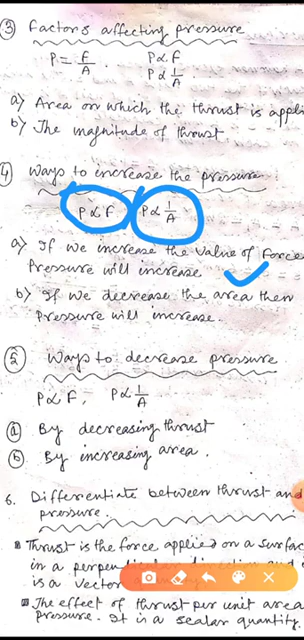 ③ Factors affecting pressure
P = F/A . P ∝ F
P ∝ 1/A
a) Area on which the thrust is appli
b) The magnitude of thrust.
④ Ways to increase the pressure
P ∝ F P ∝ 1/A
a) If we increase the value of Force
Pressure will increase
b) If we decrease the area then
Pressure will increase.
⑤ Ways to decrease pressure
P ∝ F, P ∝ 1/A
ⓐ By decreasing thrust
ⓑ By increasing area.
6. Differentiate between thrust and
pressure.
Thrust is the force applied on a surfac
in a
is a vector
The effect of thrust per unit area
pressure. It is a scalar quantity.